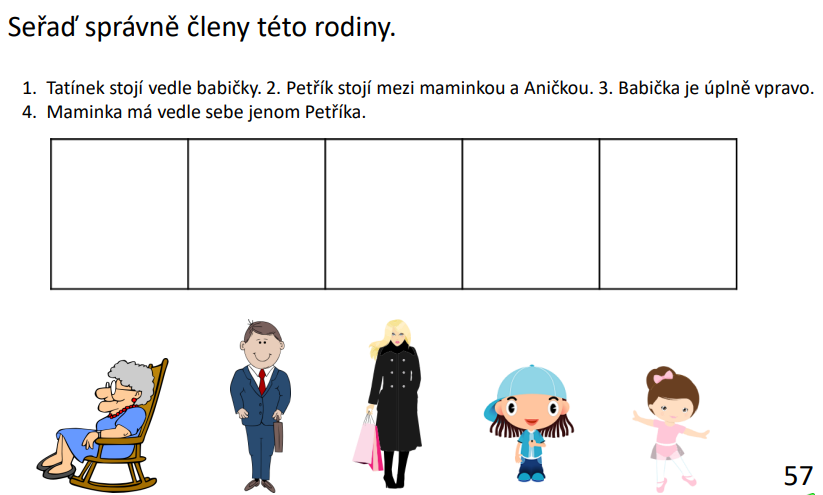 Seřaď správně členy této rodiny.
1. Tatínek stojí vedle babičky. 2. Petřík stojí mezi maminkou a Aničkou. 3. Babička je úplně vpravo.
4. Maminka má vedle sebe jenom Petříka.
57